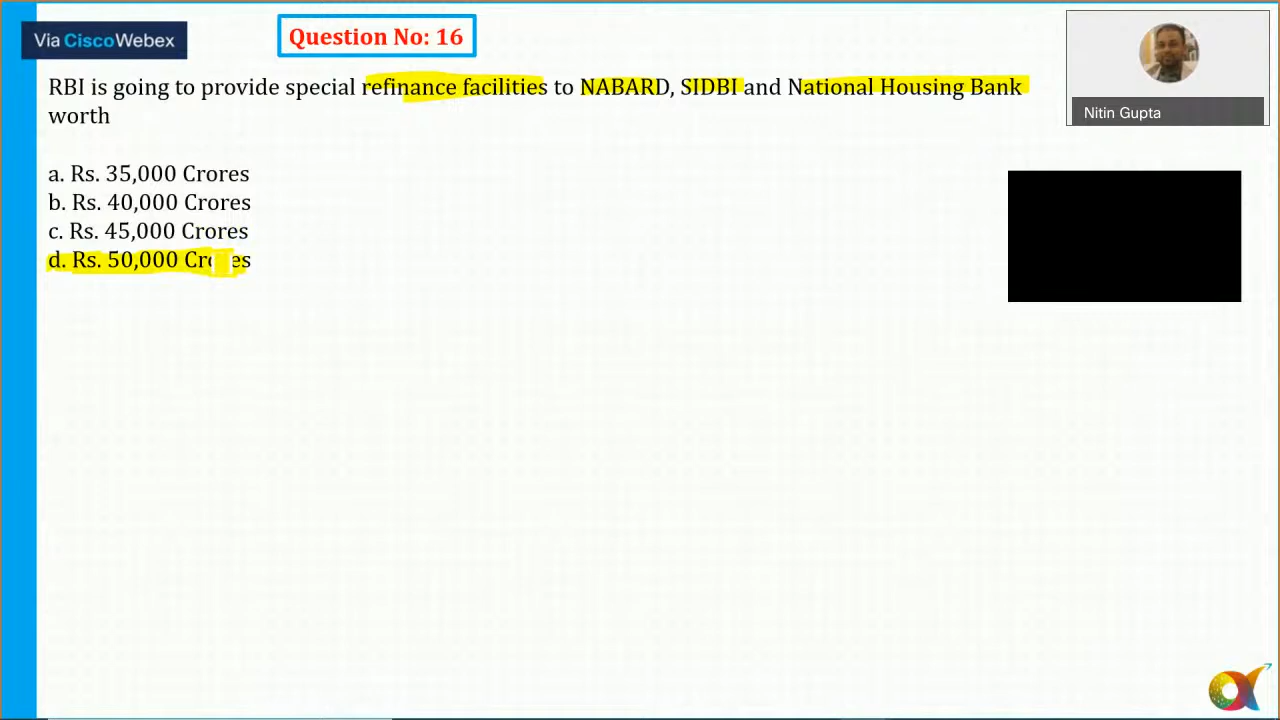 Via CiscoWebex
Question No: 16
RBI is going to provide special refinance facilities to NABARD, SIDBI and National Housing Bank
worth
a. Rs. 35,000 Crores
b. Rs. 40,000 Crores
c. Rs. 45,000 Crores
d. Rs. 50,000 Crores
Nitin Gupta